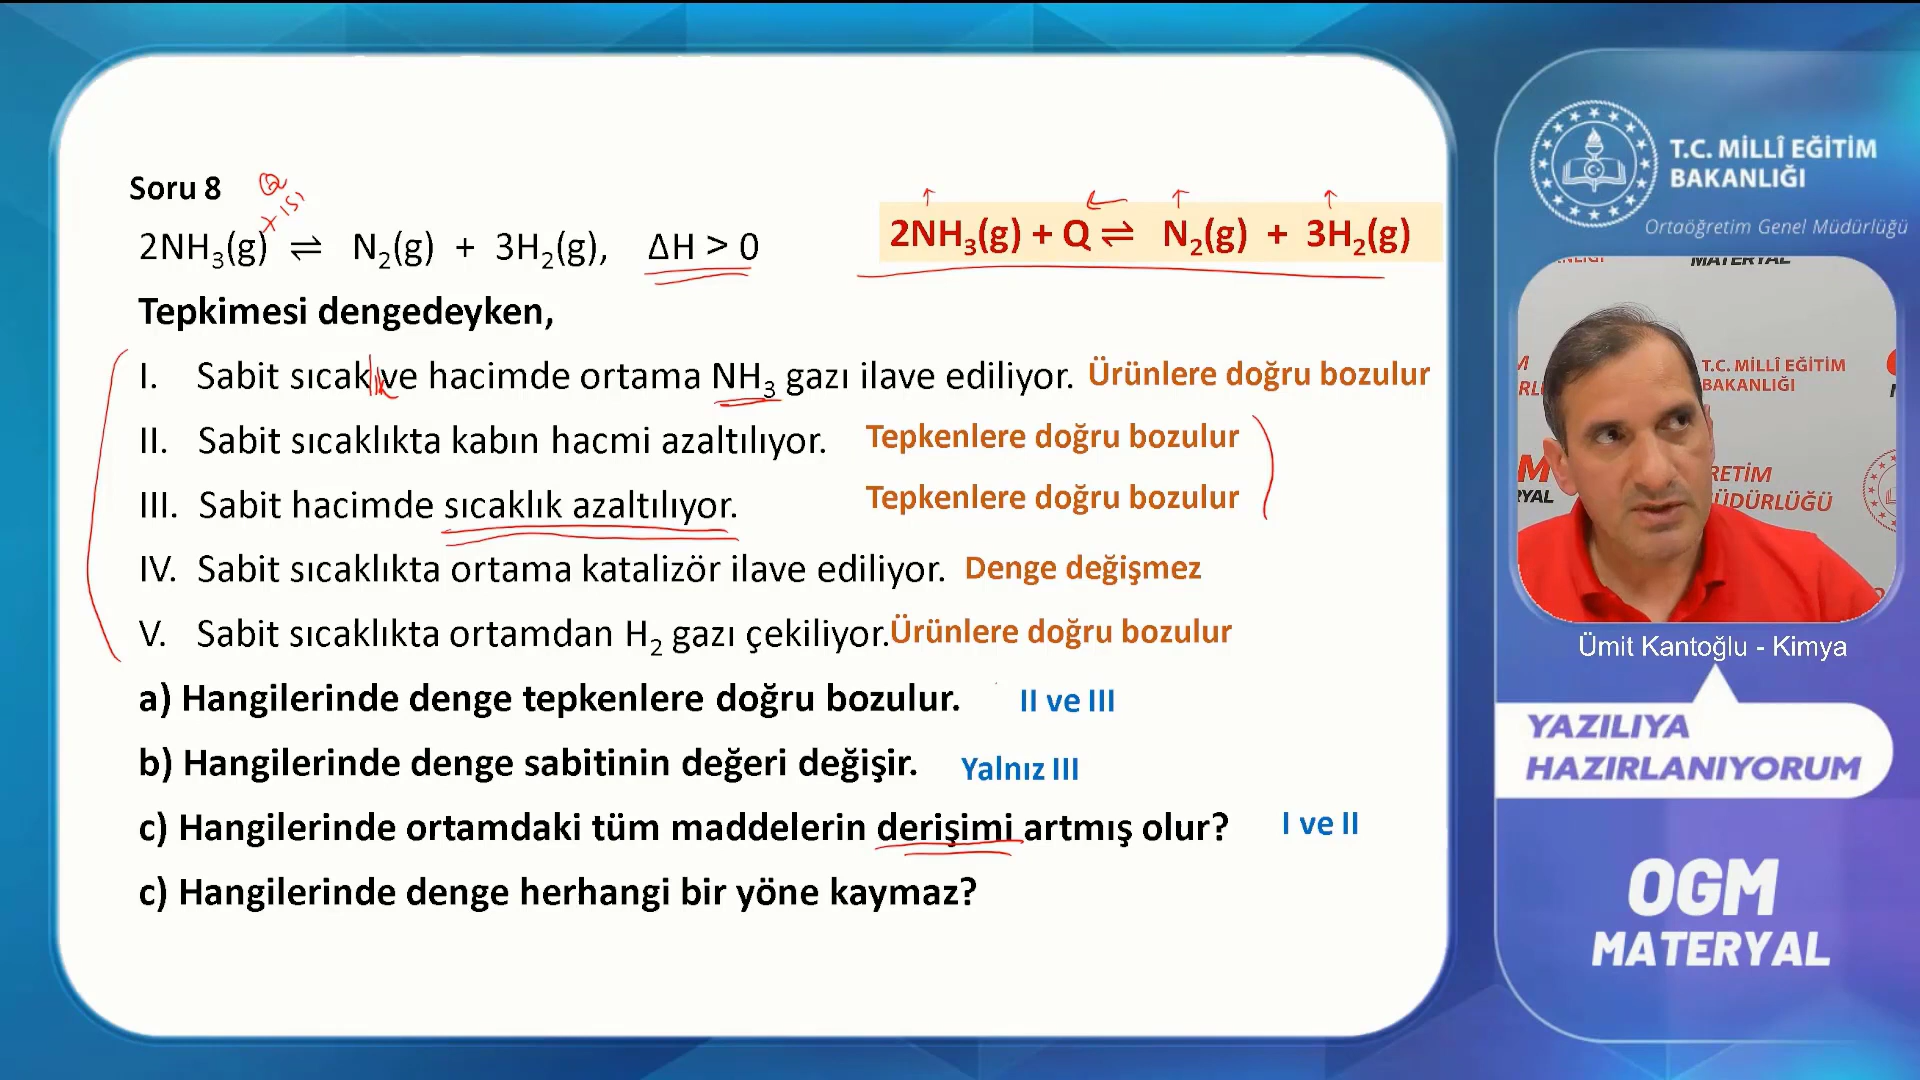 Soru 8
2NH₃(g) ⇌ N₂(g) + 3H₂(g), ΔH > 0
2NH₃(g) + Q ⇌ N₂(g) + 3H₂(g)
Tepkimesi dengedeyken,
I. Sabit sıcaklık ve hacimde ortama NH₃ gazı ilave ediliyor. Ürünlere doğru bozulur
II. Sabit sıcaklıkta kabın hacmi azaltılıyor. Tepkenlere doğru bozulur
III. Sabit hacimde sıcaklık azaltılıyor. Tepkenlere doğru bozulur
IV. Sabit sıcaklıkta ortama katalizör ilave ediliyor. Denge değişmez
V. Sabit sıcaklıkta ortamdan H₂ gazı çekiliyor. Ürünlere doğru bozulur
a) Hangilerinde denge tepkenlere doğru bozulur. II ve III
b) Hangilerinde denge sabitinin değeri değişir. Yalnız III
c) Hangilerinde ortamdaki tüm maddelerin derişimi artmış olur? I ve II
c) Hangilerinde denge herhangi bir yöne kaymaz?
T.C. MİLLÎ EĞİTİM
BAKANLIĞI
Ortaöğretim Genel Müdürlüğü
MATERYAL
T.C. MİLLÎ EĞİTİM
BAKANLIĞI
RETİM
ÜDÜRLÜĞÜ
Ümit Kantoğlu - Kimya
YAZILIYA
HAZIRLANIYORUM
OGM
MATERYAL